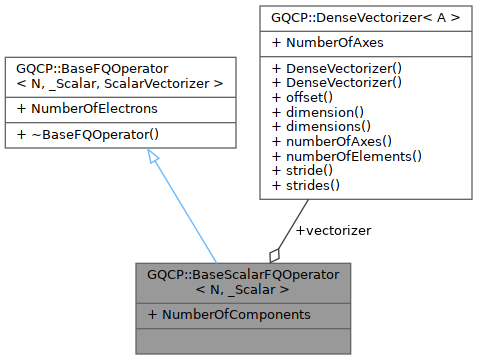 GQCP::DenseVectorizer< A >
+ NumberOfAxes
+ DenseVectorizer()
+ DenseVectorizer()
+ offset()
+ dimension()
+ dimensions()
+ numberOfAxes()
+ numberOfElements()
+ stride()
+ strides()
GQCP::BaseFQOperator
< N, _Scalar, ScalarVectorizer >
+ NumberOfElectrons
+ ~BaseFQOperator()
+vectorizer
GQCP::BaseScalarFQOperator
< N, _Scalar >
+ NumberOfComponents